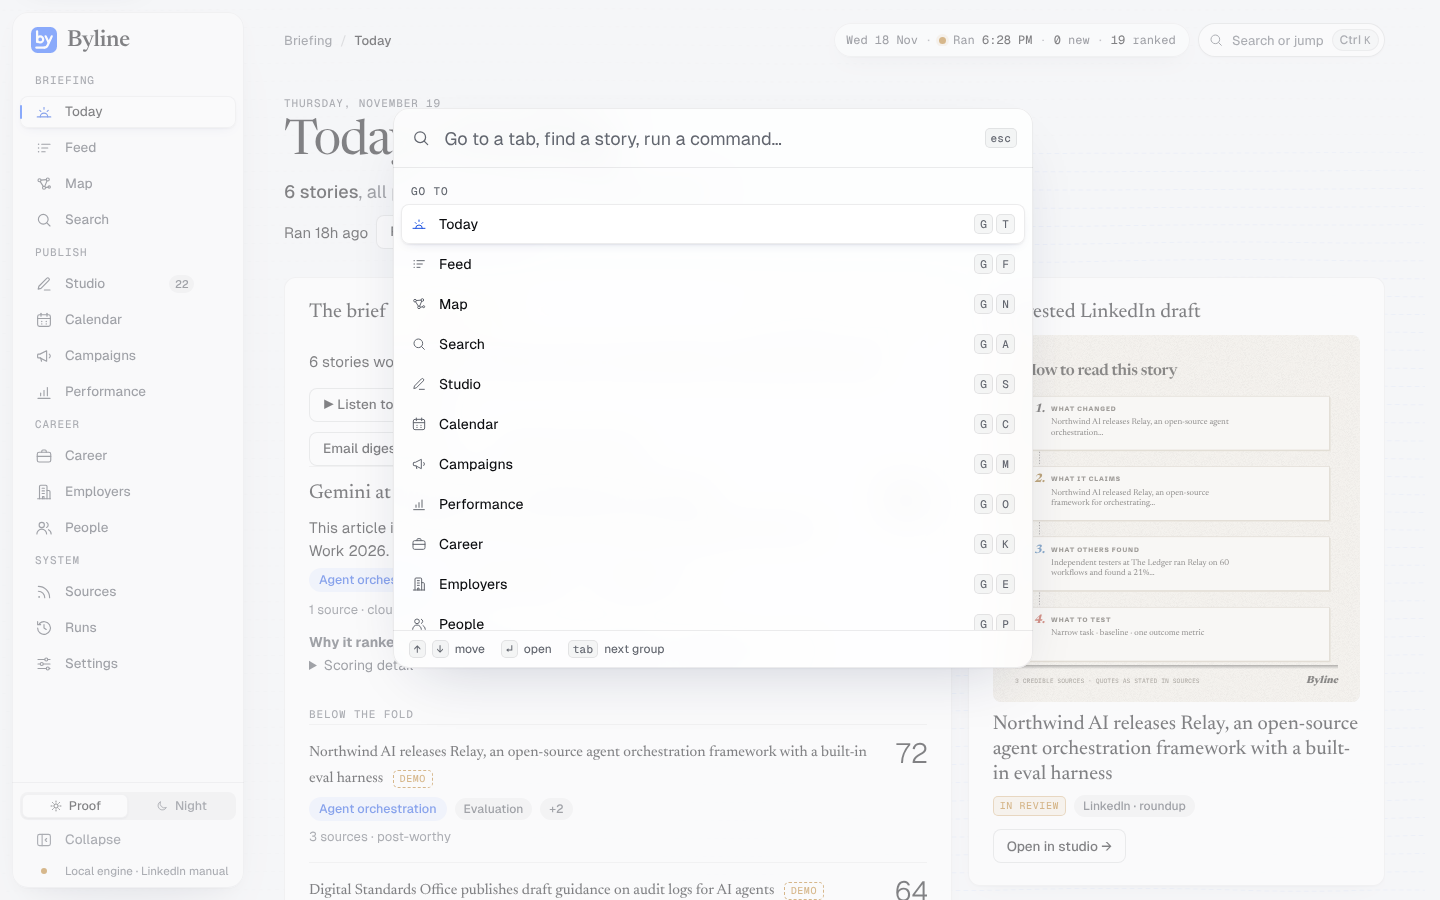 by Byline
BRIEFING
Today
Feed
Map
Search
PUBLISH
Studio 22
Calendar
Campaigns
Performance
CAREER
Career
Employers
People
SYSTEM
Sources
Runs
Settings
Proof Night
Collapse
Local engine · LinkedIn manual
Briefing / Today
Wed 18 Nov · Ran 6:28 PM · 0 new · 19 ranked
Search or jump Ctrl K
THURSDAY, NOVEMBER 19
Today
6 stories, all
Ran 18h ago
Go to a tab, find a story, run a command... esc
GO TO
Today G T
Feed G F
Map G N
Search G A
Studio G S
Calendar G C
Campaigns G M
Performance G O
Career G K
Employers G E
People G P
↑ ↓ move ↵ open tab next group
The brief
6 stories wo
▶ Listen to
Email diges
Gemini at
This article i
Work 2026.
Agent orches
1 source · clou
Why it ranke
▶ Scoring detail
BELOW THE FOLD
Northwind AI releases Relay, an open-source agent orchestration framework with a built-in
eval harness DEMO
72
Agent orchestration Evaluation +2
3 sources · post-worthy
Digital Standards Office publishes draft guidance on audit logs for AI agents DEMO
64
ested LinkedIn draft
How to read this story
1. WHAT CHANGED
Northwind AI releases Relay, an open-source agent
orchestration...
2. WHAT IT CLAIMS
Northwind AI released Relay, an open-source
framework for orchestrating...
3. WHAT OTHERS FOUND
Independent testers at The Ledger ran Relay on 60
workflows and found a 21%...
4. WHAT TO TEST
Narrow task · baseline · one outcome metric
CREDIBLE SOURCES · QUOTES AS STATED IN SOURCES
Byline
Northwind AI releases Relay, an open-source
agent orchestration framework with a built-
in eval harness
IN REVIEW LinkedIn · roundup
Open in studio →